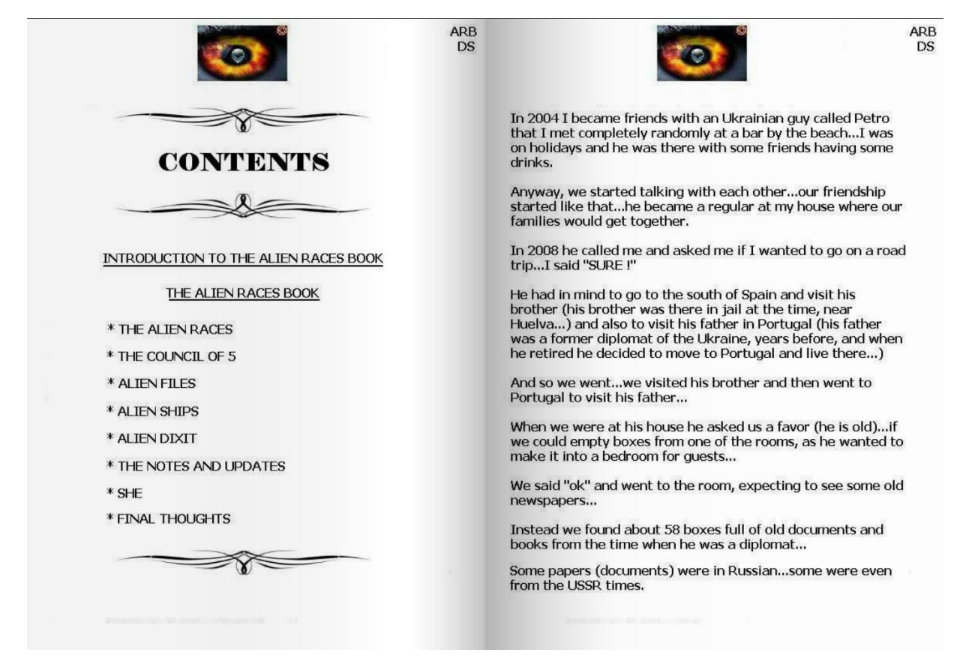 ARB
DS
CONTENTS
INTRODUCTION TO THE ALIEN RACES BOOK
THE ALIEN RACES BOOK
* THE ALIEN RACES
* THE COUNCIL OF 5
* ALIEN FILES
* ALIEN SHIPS
* ALIEN DIXIT
* THE NOTES AND UPDATES
* SHE
* FINAL THOUGHTS
ARB
DS
In 2004 I became friends with an Ukrainian guy called Petro
that I met completely randomly at a bar by the beach...I was
on holidays and he was there with some friends having some
drinks.
Anyway, we started talking with each other...our friendship
started like that...he became a regular at my house where our
families would get together.
In 2008 he called me and asked me if I wanted to go on a road
trip...I said "SURE !"
He had in mind to go to the south of Spain and visit his
brother (his brother was there in jail at the time, near
Huelva...) and also to visit his father in Portugal (his father
was a former diplomat of the Ukraine, years before, and when
he retired he decided to move to Portugal and live there...)
And so we went...we visited his brother and then went to
Portugal to visit his father...
When we were at his house he asked us a favor (he is old)...if
we could empty boxes from one of the rooms, as he wanted to
make it into a bedroom for guests...
We said "ok" and went to the room, expecting to see some old
newspapers...
Instead we found about 58 boxes full of old documents and
books from the time when he was a diplomat...
Some papers (documents) were in Russian...some were even
from the USSR times.